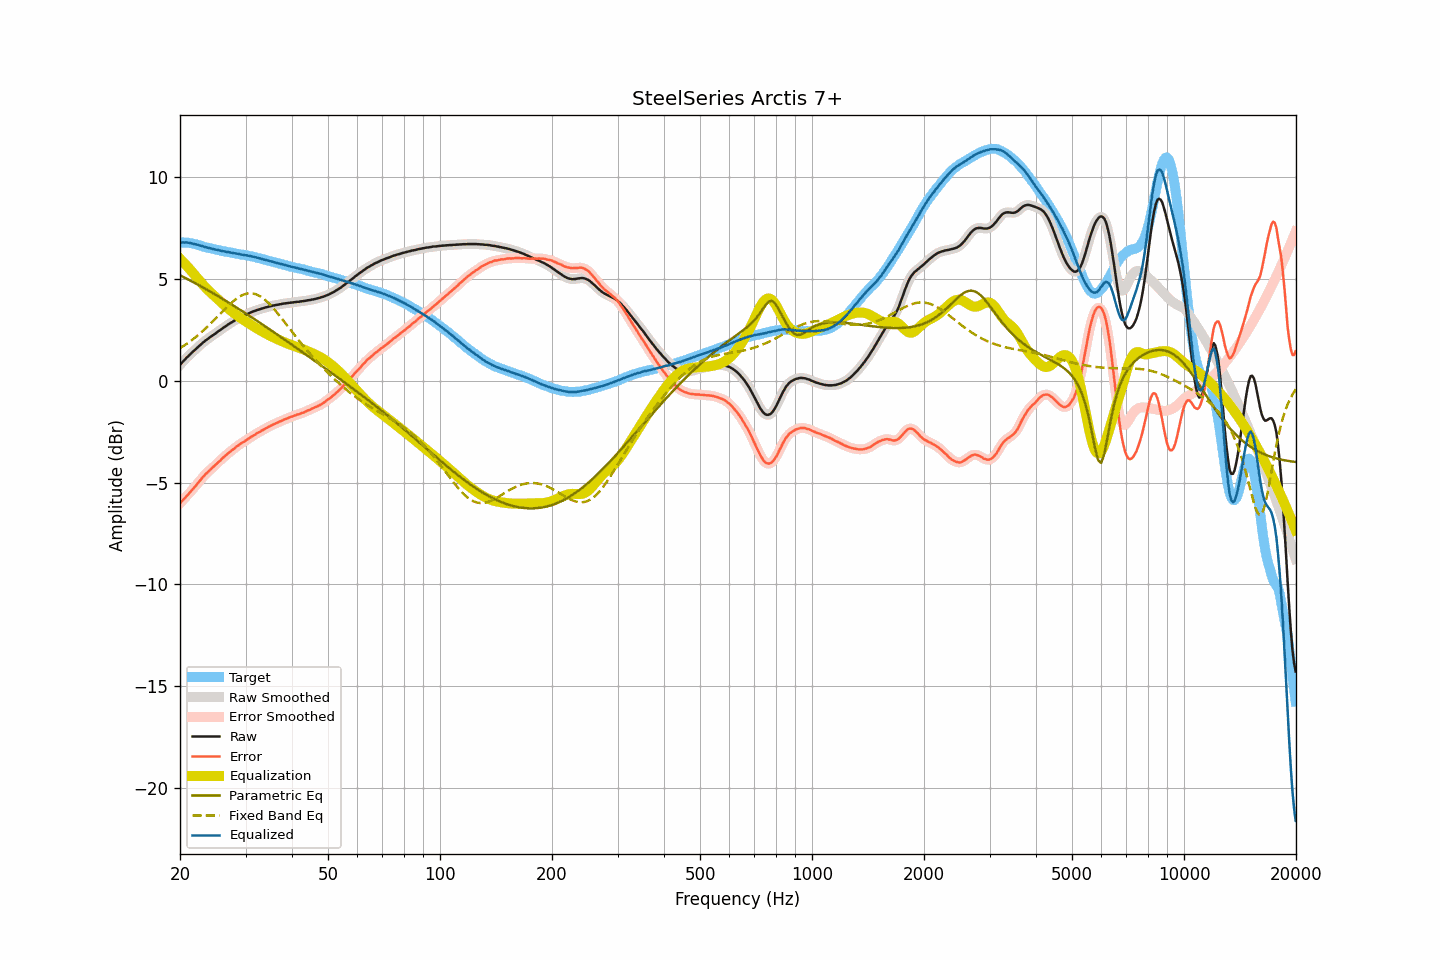 SteelSeries Arctis 7+
10
5
0
−5
−10
−15
−20
Amplitude (dBr)
Target
Raw Smoothed
Error Smoothed
Raw
Error
Equalization
Parametric Eq
Fixed Band Eq
Equalized
20 50 100 200 500 1000 2000 5000 10000 20000
Frequency (Hz)